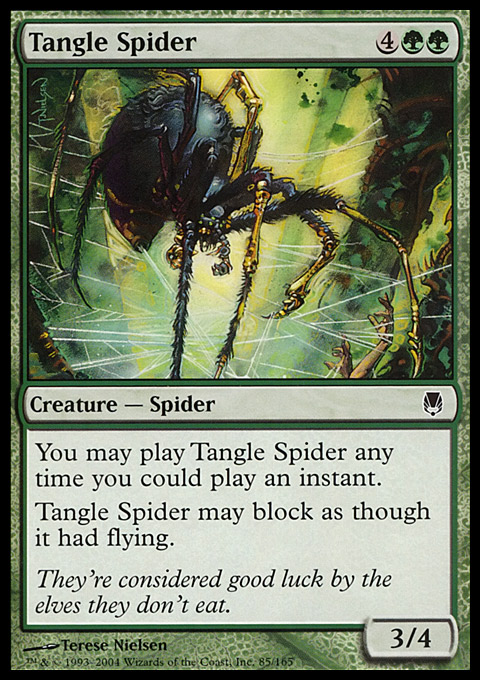 Tangle Spider 4
T. NIELSEN
Creature — Spider
You may play Tangle Spider any
time you could play an instant.
Tangle Spider may block as though
it had flying.
They're considered good luck by the
elves they don't eat.
Terese Nielsen
3/4
™ & © 1993–2004 Wizards of the Coast, Inc. 85/165